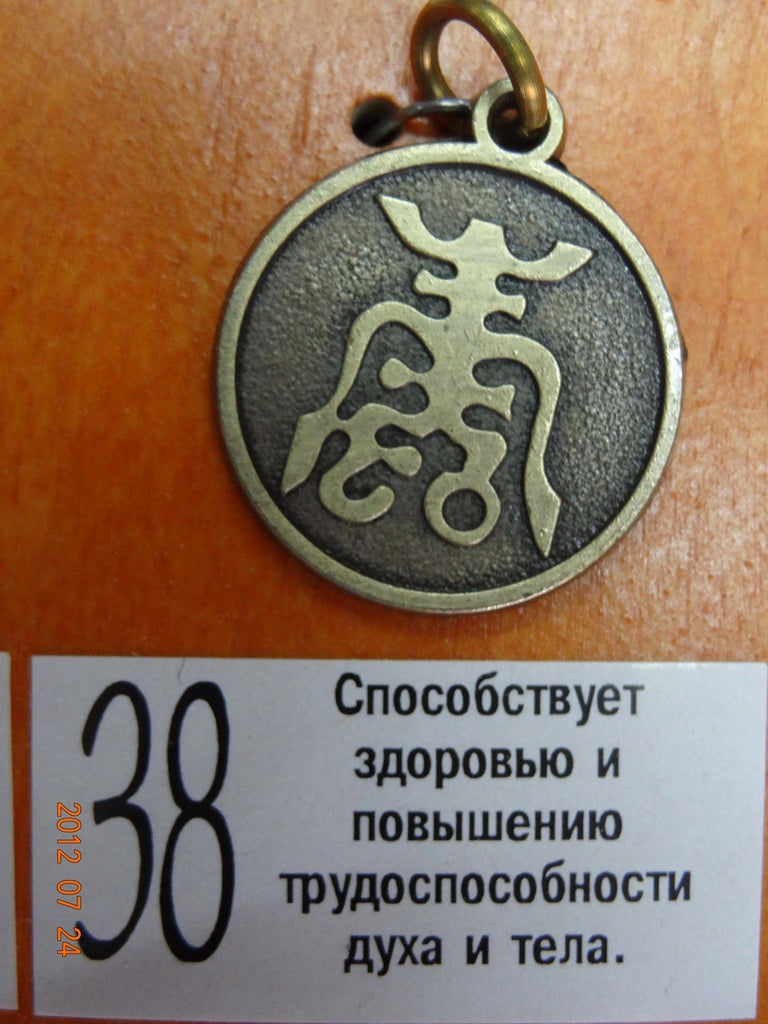 38
Способствует
здоровью и
повышению
трудоспособности
духа и тела.
2012 07 24